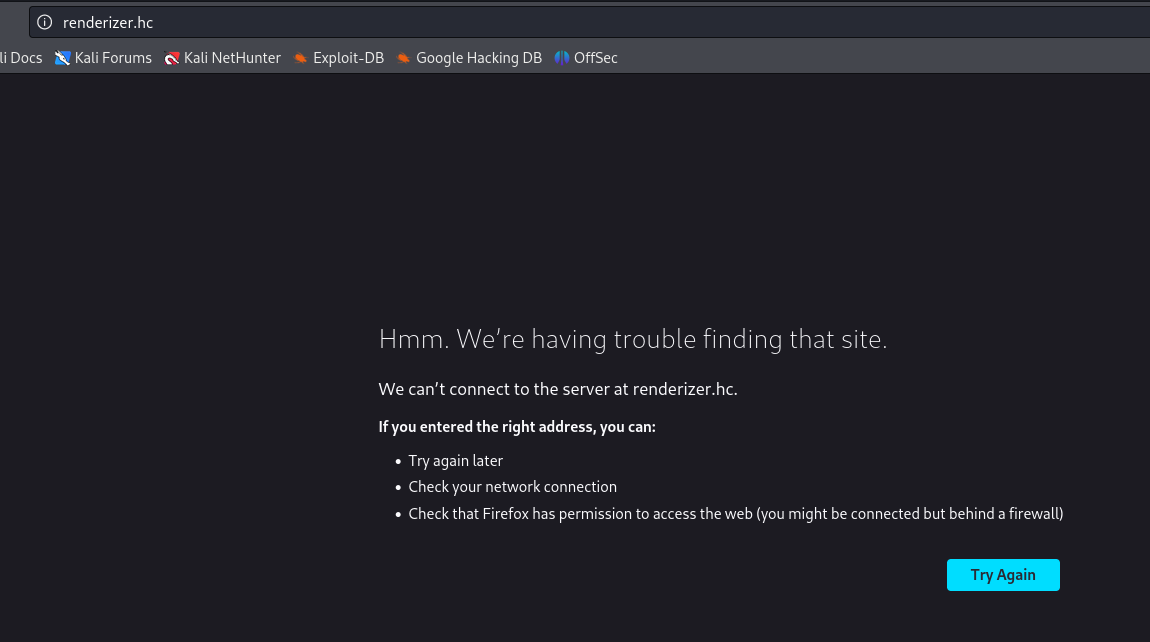 renderizer.hc
li Docs Kali Forums Kali NetHunter Exploit-DB Google Hacking DB OffSec
Hmm. We’re having trouble finding that site.
We can’t connect to the server at renderizer.hc.
If you entered the right address, you can:
• Try again later
• Check your network connection
• Check that Firefox has permission to access the web (you might be connected but behind a firewall)
Try Again